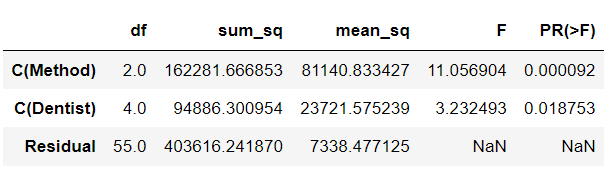 df sum_sq mean_sq F PR(>F)
C(Method) 2.0 162281.666853 81140.833427 11.056904 0.000092
C(Dentist) 4.0 94886.300954 23721.575239 3.232493 0.018753
Residual 55.0 403616.241870 7338.477125 NaN NaN